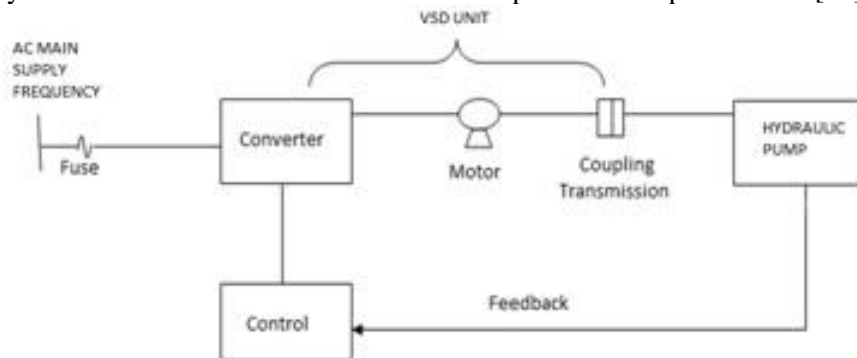 VSD UNIT
AC MAIN
SUPPLY
FREQUENCY
Fuse
Converter
Motor
Coupling
Transmission
HYDRAULIC
PUMP
Control
Feedback